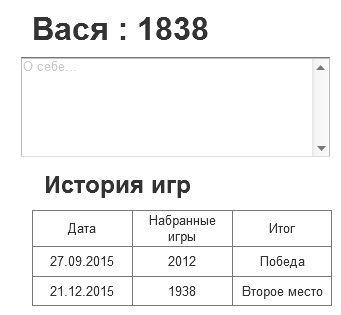 Вася : 1838
О себе...
История игр
Дата Набранные игры Итог
27.09.2015 2012 Победа
21.12.2015 1938 Второе место